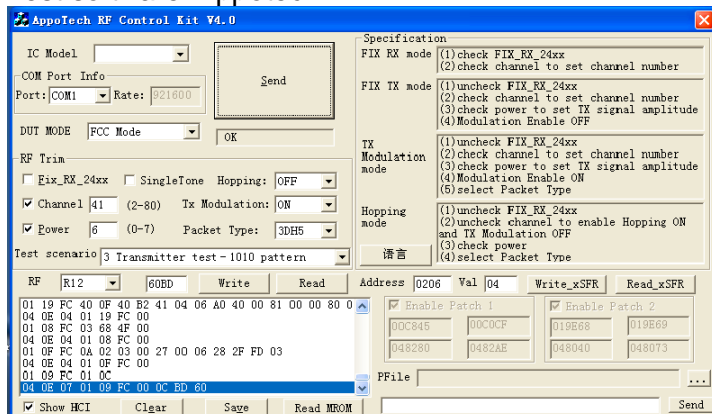 AppoTech RF Control Kit V4.0
IC Model
COM Port Info
Port: COM1 Rate: 921600
Send
DUT MODE FCC Mode
OK
RF Trim
Fix_RX_24xx SingleTone Hopping: OFF
Channel 41 (2-80) Tx Modulation: ON
Power 6 (0-7) Packet Type: 3DH5
Test scenario 3 Transmitter test-1010 pattern
Specification
FIX RX mode
(1)check FIX_RX_24xx
(2)check channel to set channel number
FIX TX mode
(1)uncheck FIX_RX_24xx
(2)check channel to set channel number
(3)check power to set TX signal amplitude
(4)Modulation Enable OFF
TX
Modulation
mode
(1)uncheck FIX_RX_24xx
(2)check channel to set channel number
(3)check power to set TX signal amplitude
(4)Modulation Enable ON
(5)select Packet Type
Hopping
mode
(1)uncheck FIX_RX_24xx
(2)uncheck channel to enable Hopping ON
and TX Modulation OFF
(3)check power
(4)select Packet Type
语言
RF R12 60BD Write Read
Address 0206 Val 04 Write_xSFR Read_xSFR
01 19 FC 40 0F 40 B2 41 04 06 A0 40 00 81 00 00 80 0
04 0E 04 01 19 FC 00
01 08 FC 03 68 4F 00
04 0E 04 01 08 FC 00
01 0F FC 0A 02 03 00 27 00 06 28 2F FD 03
04 0E 04 01 0F FC 00
01 09 FC 01 0C
04 0E 07 01 09 FC 00 0C BD 60
Enable Patch 1
00C845 00C0CF
048280 0482AE
Enable Patch 2
019E68 019E69
048040 048073
PFile ...
Show HCI Clear Save Read MROM
Send